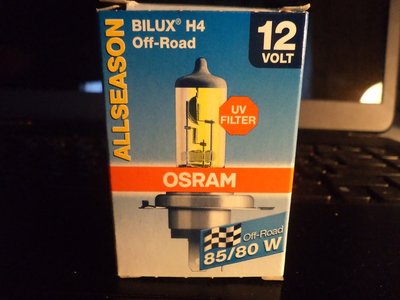 ALLSEASON
BILUX® H4
Off-Road
12
VOLT
UV
FILTER
OSRAM
Off-Road
85/80 W